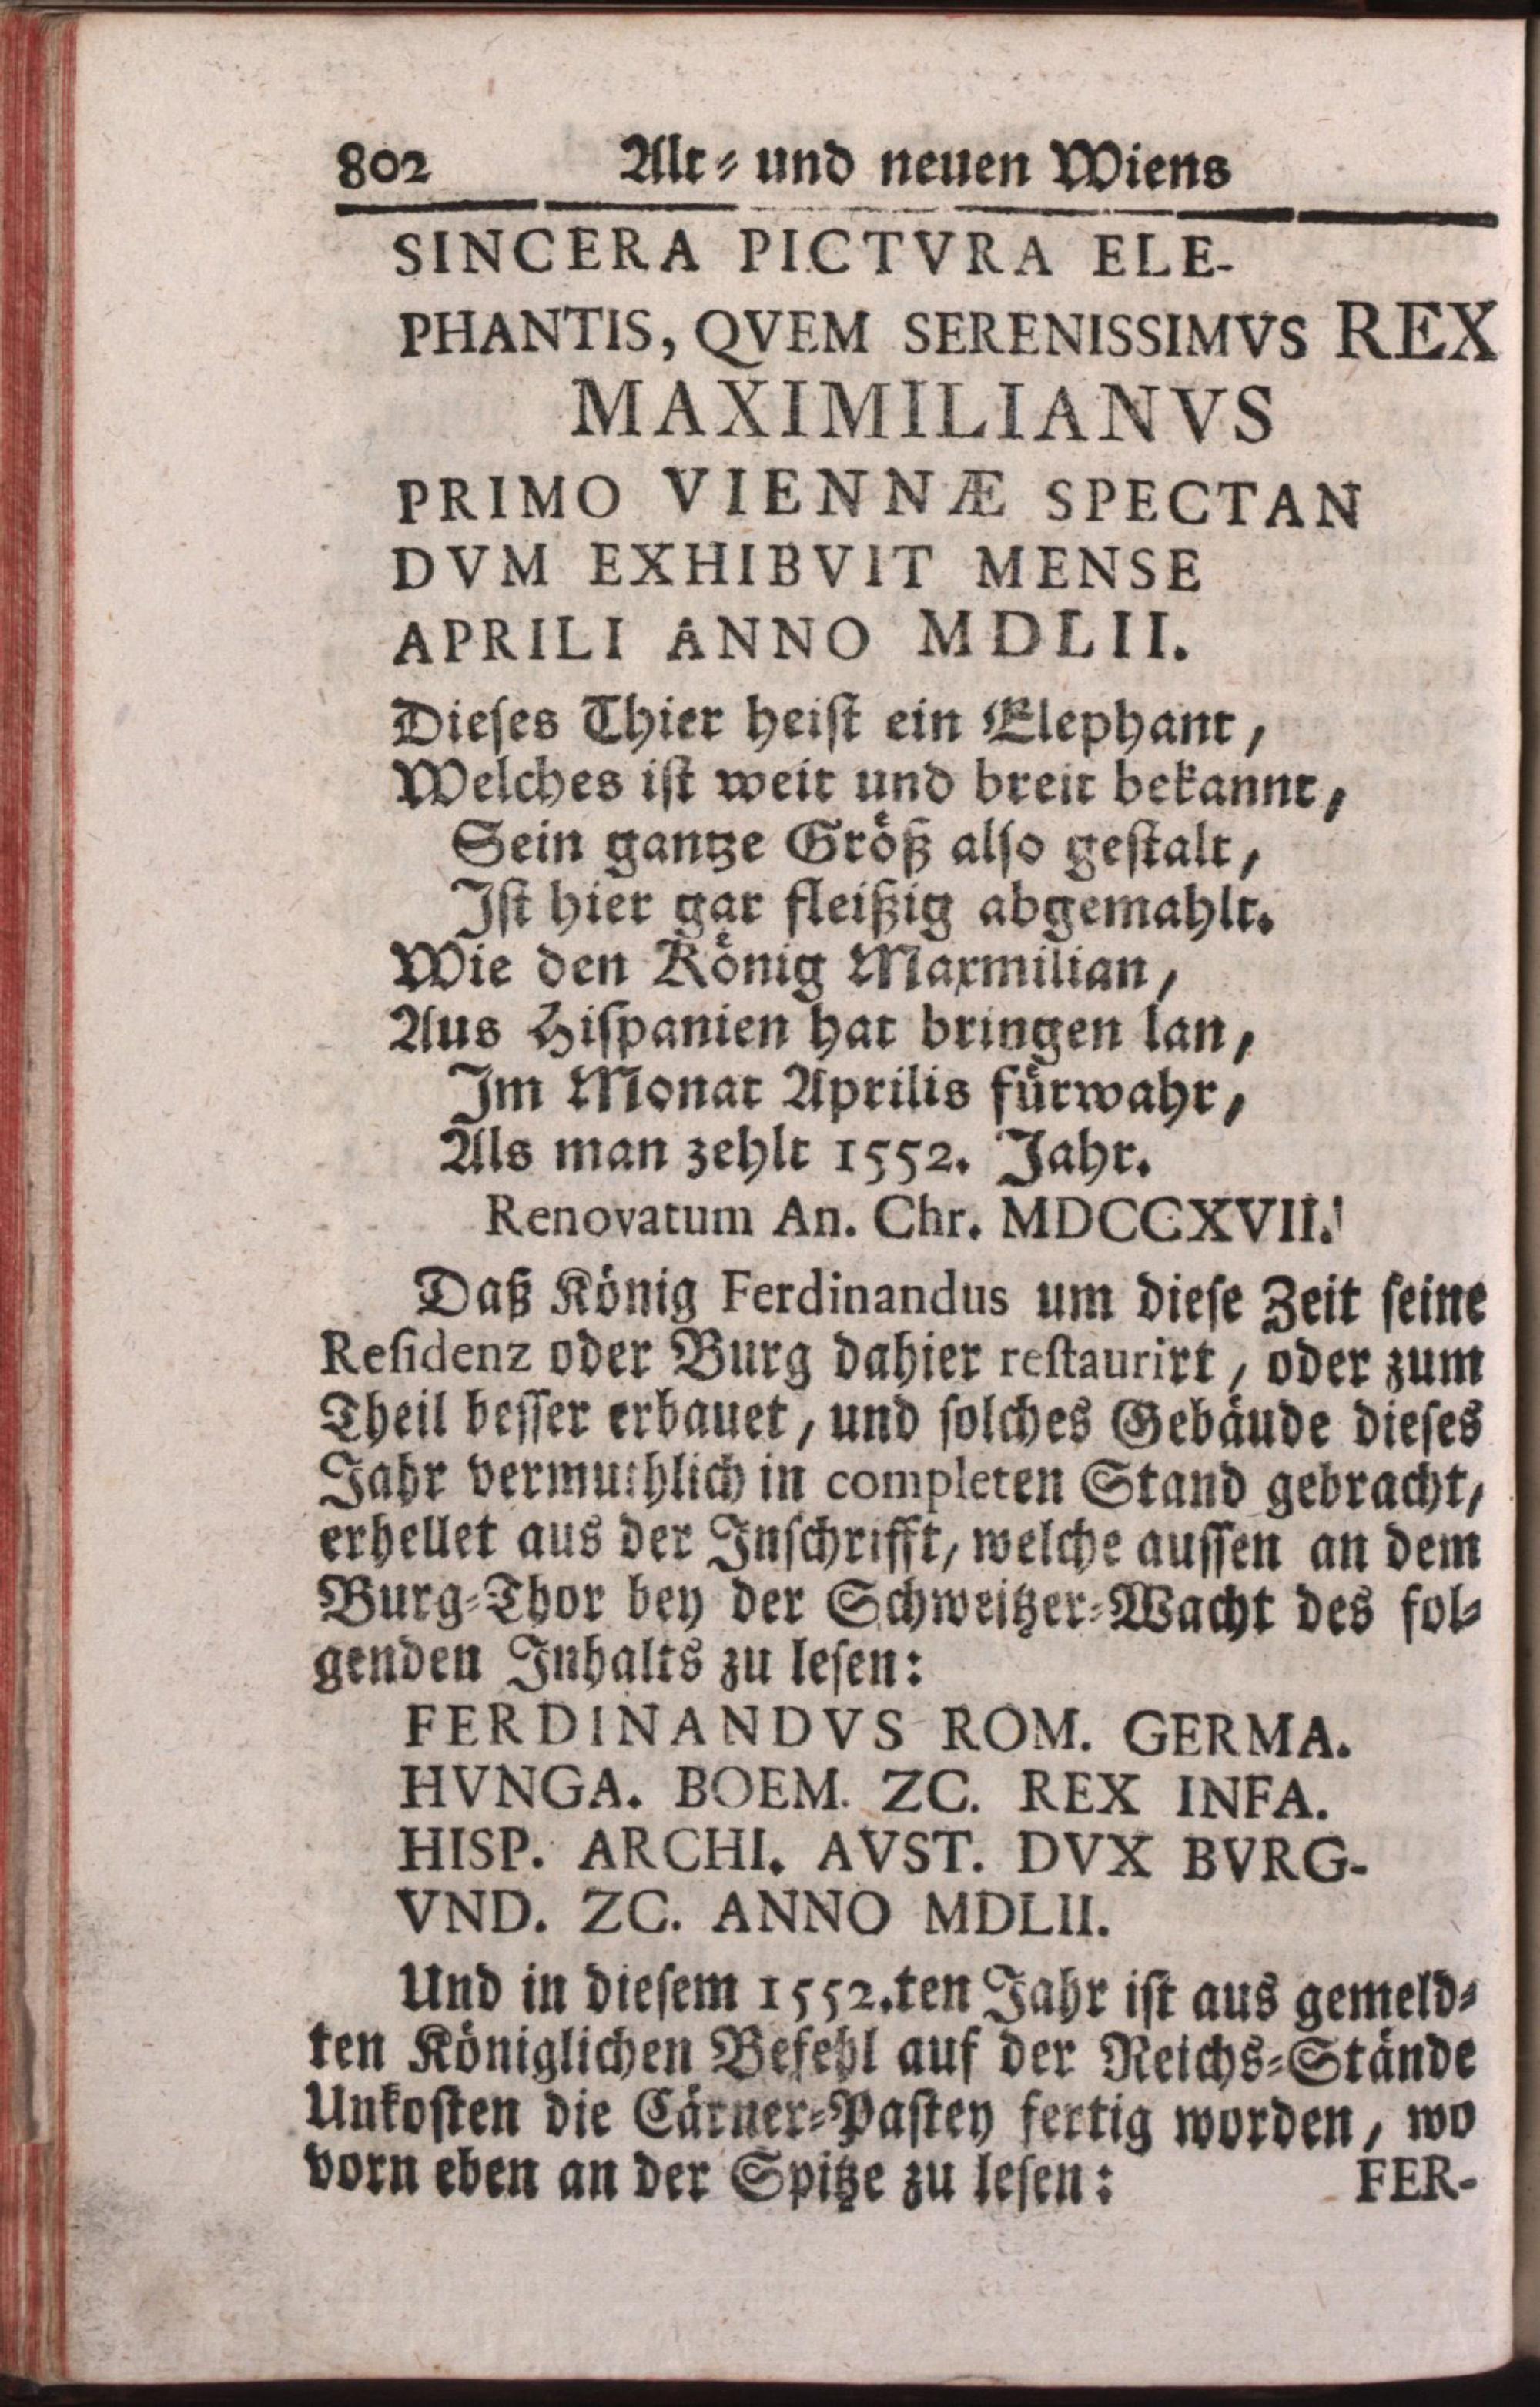 802 Alt- und neuen Wiens
SINCERA PICTVRA ELE-
PHANTIS, QVEM SERENISSIMVS REX
MAXIMILIANVS
PRIMO VIENNÆ SPECTAN
DVM EXHIBVIT MENSE
APRILI ANNO MDLII.
Dieſes Thier heiſt ein Elephant,
Welches iſt weit und breit bekannt,
Sein gantze Größ alſo geſtalt,
Iſt hier gar fleißig abgemahlt.
Wie den König Maxmilian,
Aus Hiſpanien hat bringen lan,
Im Monat Aprilis fürwahr,
Als man zehlt 1552. Jahr.
Renovatum An. Chr. MDCCXVII.
Daß König Ferdinandus um dieſe Zeit ſeine
Reſidenz oder Burg dahier reſtaurirt, oder zum
Theil beſſer erbauet, und ſolches Gebäude dieſes
Jahr vermuthlich in completen Stand gebracht,
erhellet aus der Inſchrifft, welche auſſen an dem
Burg-Thor bey der Schweitzer-Wacht des fol-
genden Inhalts zu leſen:
FERDINANDVS ROM. GERMA.
HVNGA. BOEM. ZC. REX INFA.
HISP. ARCHI. AVST. DVX BVRG-
VND. ZC. ANNO MDLII.
Und in dieſem 1552.ten Jahr iſt aus gemeld-
ten Königlichen Befehl auf der Reichs-Stände
Unkoſten die Cärner-Paſtey fertig worden, wo
vorn eben an der Spitze zu leſen: FER-